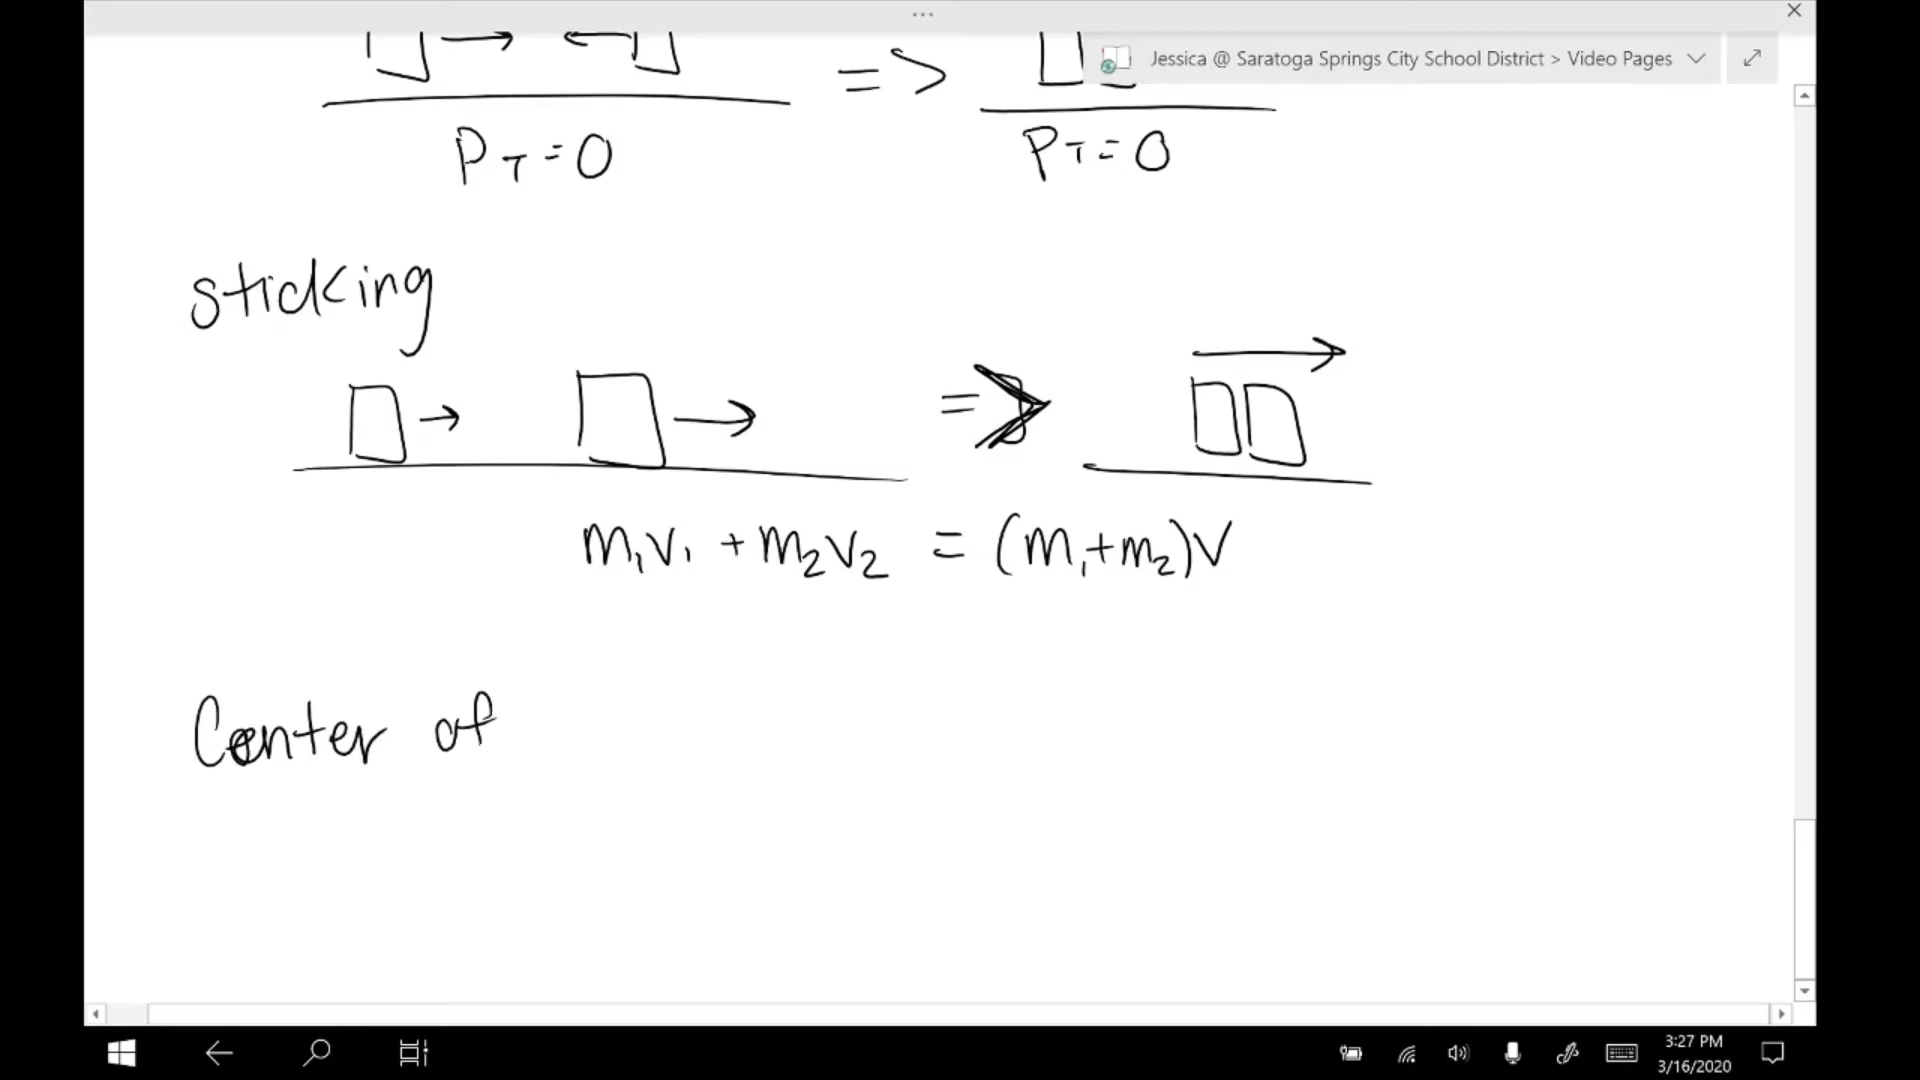 ...
Jessica @ Saratoga Springs City School District > Video Pages
=>
P_T = 0
P_T = 0
sticking
=>
m₁v₁ + m₂v₂ = (m₁+m₂)v
Center of
3:27 PM
3/16/2020